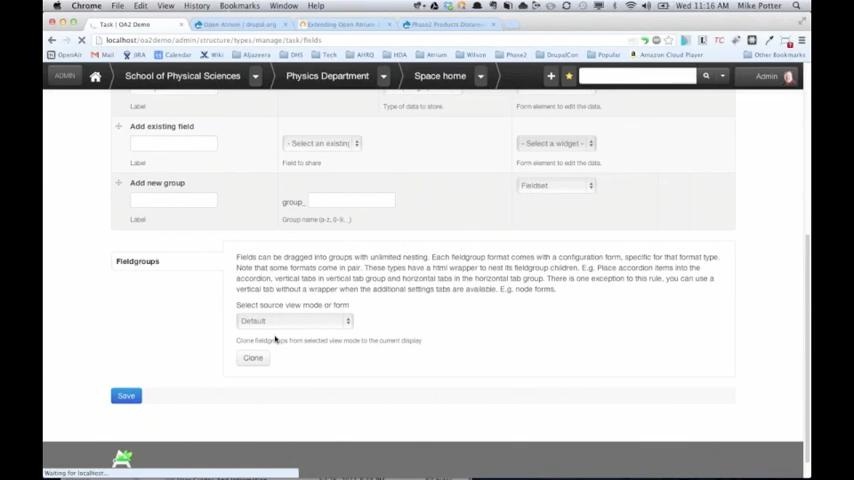 Chrome File Edit View History Bookmarks Window Help Wed 11:16 AM Mike Potter
Task | OA2 Demo Open Atrium | drupal.org Extending Open Atrium Phase2 Products Docum
localhost/oa2demo/admin/structure/types/manage/task/fields
OpenAir Mail JIRA Calendar Wiki Aljazeera DHS Tech AHRQ HDA Atrium Wilson Phase2 DrupalCon Popular Amazon Cloud Player Other Bookmarks
ADMIN School of Physical Sciences Physics Department Space home Admin
Label Type of data to store. Form element to edit the data.
Add existing field
- Select an existing - Select a widget -
Label Field to share Form element to edit the data.
Add new group
Fieldset
group_
Label Group name (a-z, 0-9, _)
Fieldgroups
Fields can be dragged into groups with unlimited nesting. Each fieldgroup format comes with a configuration form, specific for that format type.
Note that some formats come in pair. These types have a html wrapper to nest its fieldgroup children. E.g. Place accordion items into the
accordion, vertical tabs in vertical tab group and horizontal tabs in the horizontal tab group. There is one exception to this rule, you can use a
vertical tab without a wrapper when the additional settings tabs are available. E.g. node forms.
Select source view mode or form
Default
Clone fieldgroups from selected view mode to the current display
Clone
Save
Waiting for localhost...